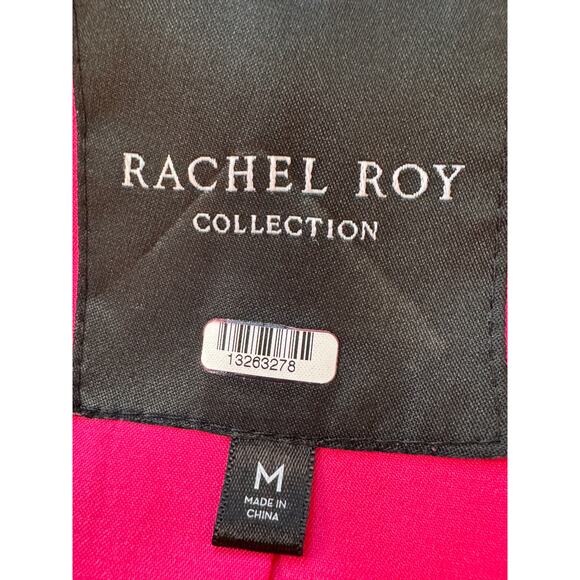 RACHEL ROY
COLLECTION
13263278
M
MADE IN
CHINA